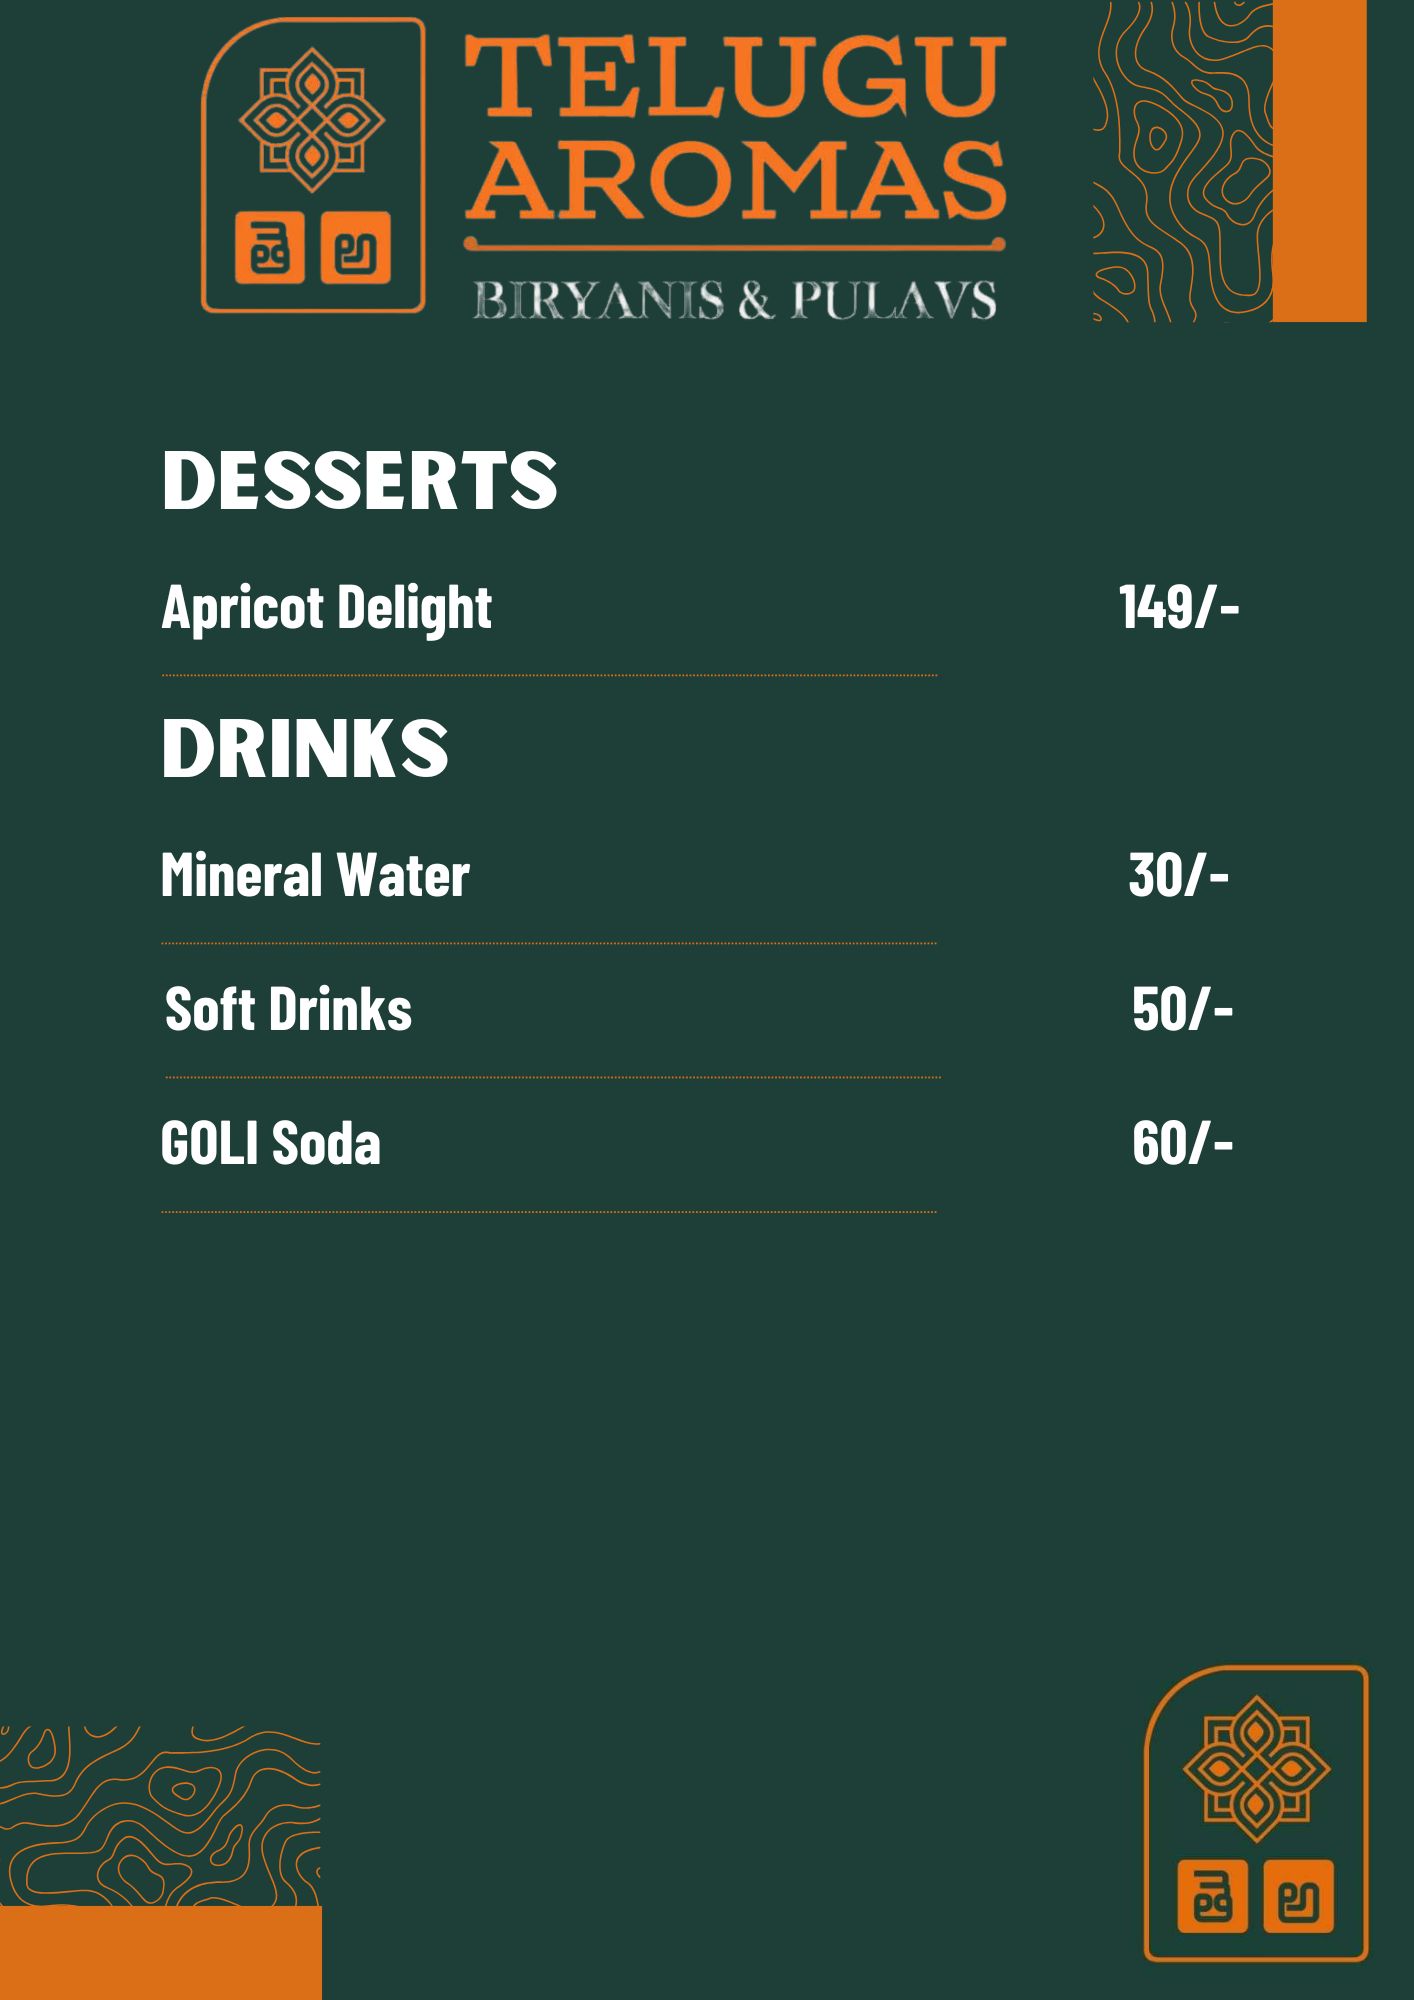 TELUGU
AROMAS
BIRYANIS & PULAVS
తె అ
DESSERTS
Apricot Delight 149/-
DRINKS
Mineral Water 30/-
Soft Drinks 50/-
GOLI Soda 60/-
తె అ